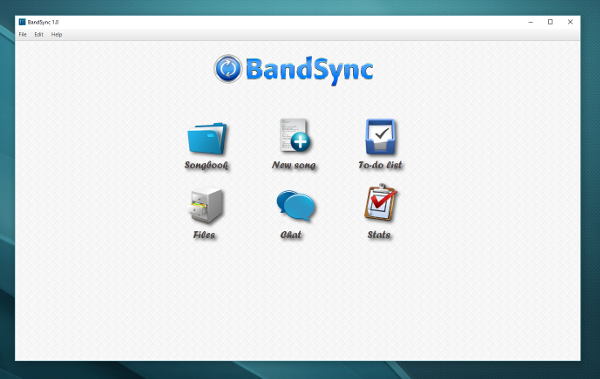 BandSync 1.0
File Edit Help
BandSync
Songbook New song To-do list
Files Chat Stats